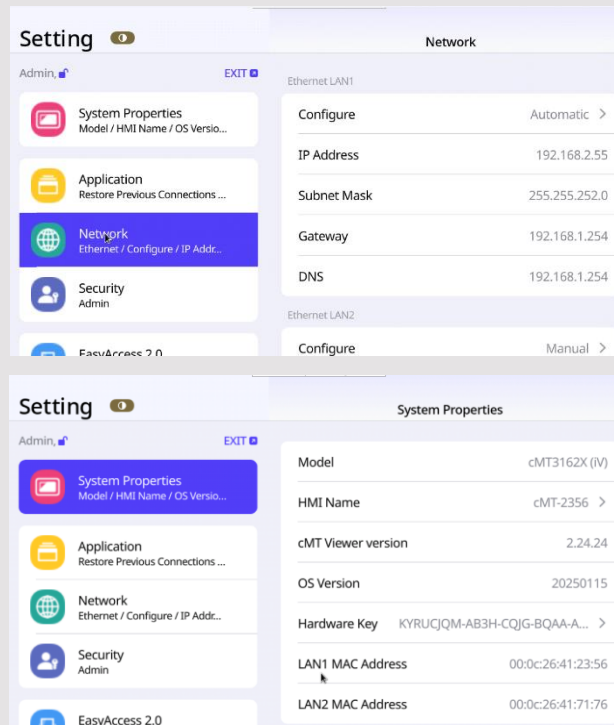 Setting
Network
Admin,
EXIT
Ethernet LAN1
System Properties
Model / HMI Name / OS Versio...
Configure
Automatic
IP Address
192.168.2.55
Application
Restore Previous Connections ...
Subnet Mask
255.255.252.0
Network
Ethernet / Configure / IP Addr...
Gateway
192.168.1.254
DNS
192.168.1.254
Security
Admin
Ethernet LAN2
EasyAccess 2.0
Configure
Manual
Setting
System Properties
Admin,
EXIT
System Properties
Model / HMI Name / OS Versio...
Model
cMT3162X (iV)
HMI Name
cMT-2356
Application
Restore Previous Connections ...
cMT Viewer version
2.24.24
OS Version
20250115
Network
Ethernet / Configure / IP Addr...
Hardware Key
KYRUCJQM-AB3H-CQJG-BQAA-A...
Security
Admin
LAN1 MAC Address
00:0c:26:41:23:56
LAN2 MAC Address
00:0c:26:41:71:76
EasyAccess 2.0